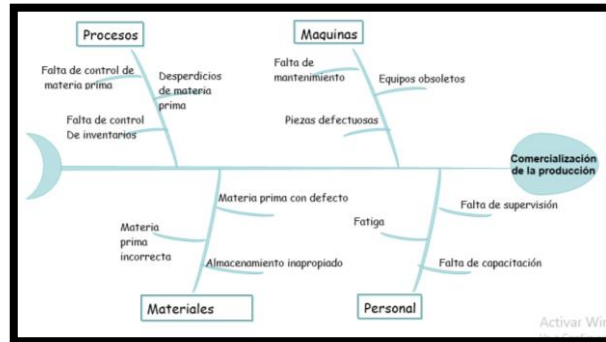 Procesos
Maquinas
Falta de control de
materia prima
Desperdicios
de materia
prima
Falta de control
De inventarios
Falta de
mantenimiento
Equipos obsoletos
Piezas defectuosas
Comercialización
de la producción
Materia prima con defecto
Materia
prima
incorrecta
Almacenamiento inapropiado
Fatiga
Falta de supervisión
Falta de capacitación
Materiales
Personal
Activar Win